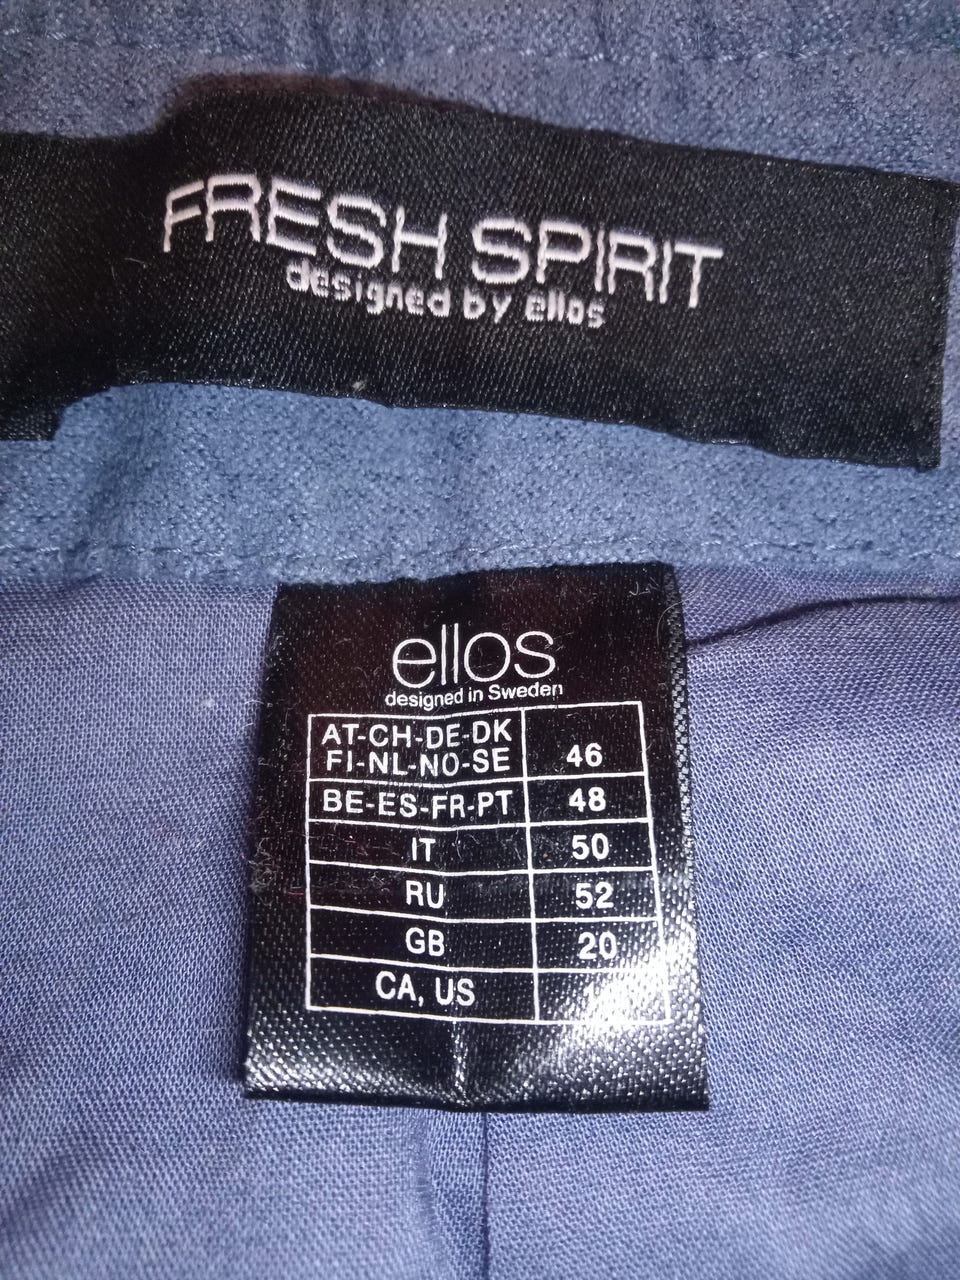 FRESH SPIRIT
designed by ellos
ellos
designed in Sweden
AT-CH-DE-DK
FI-NL-NO-SE 46
BE-ES-FR-PT 48
IT 50
RU 52
GB 20
CA, US